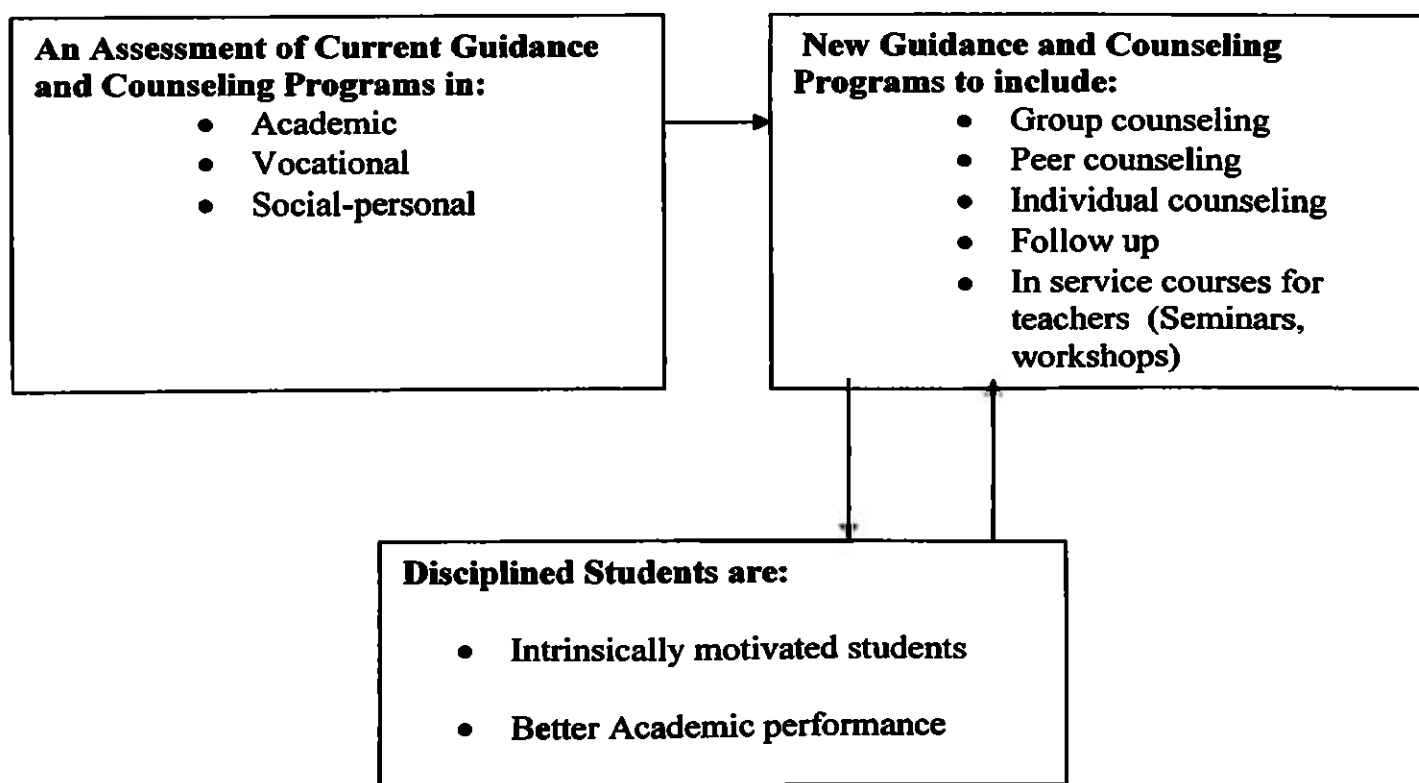 An Assessment of Current Guidance
and Counseling Programs in:
• Academic
• Vocational
• Social-personal
New Guidance and Counseling
Programs to include:
• Group counseling
• Peer counseling
• Individual counseling
• Follow up
• In service courses for
teachers (Seminars,
workshops)
Disciplined Students are:
• Intrinsically motivated students
• Better Academic performance